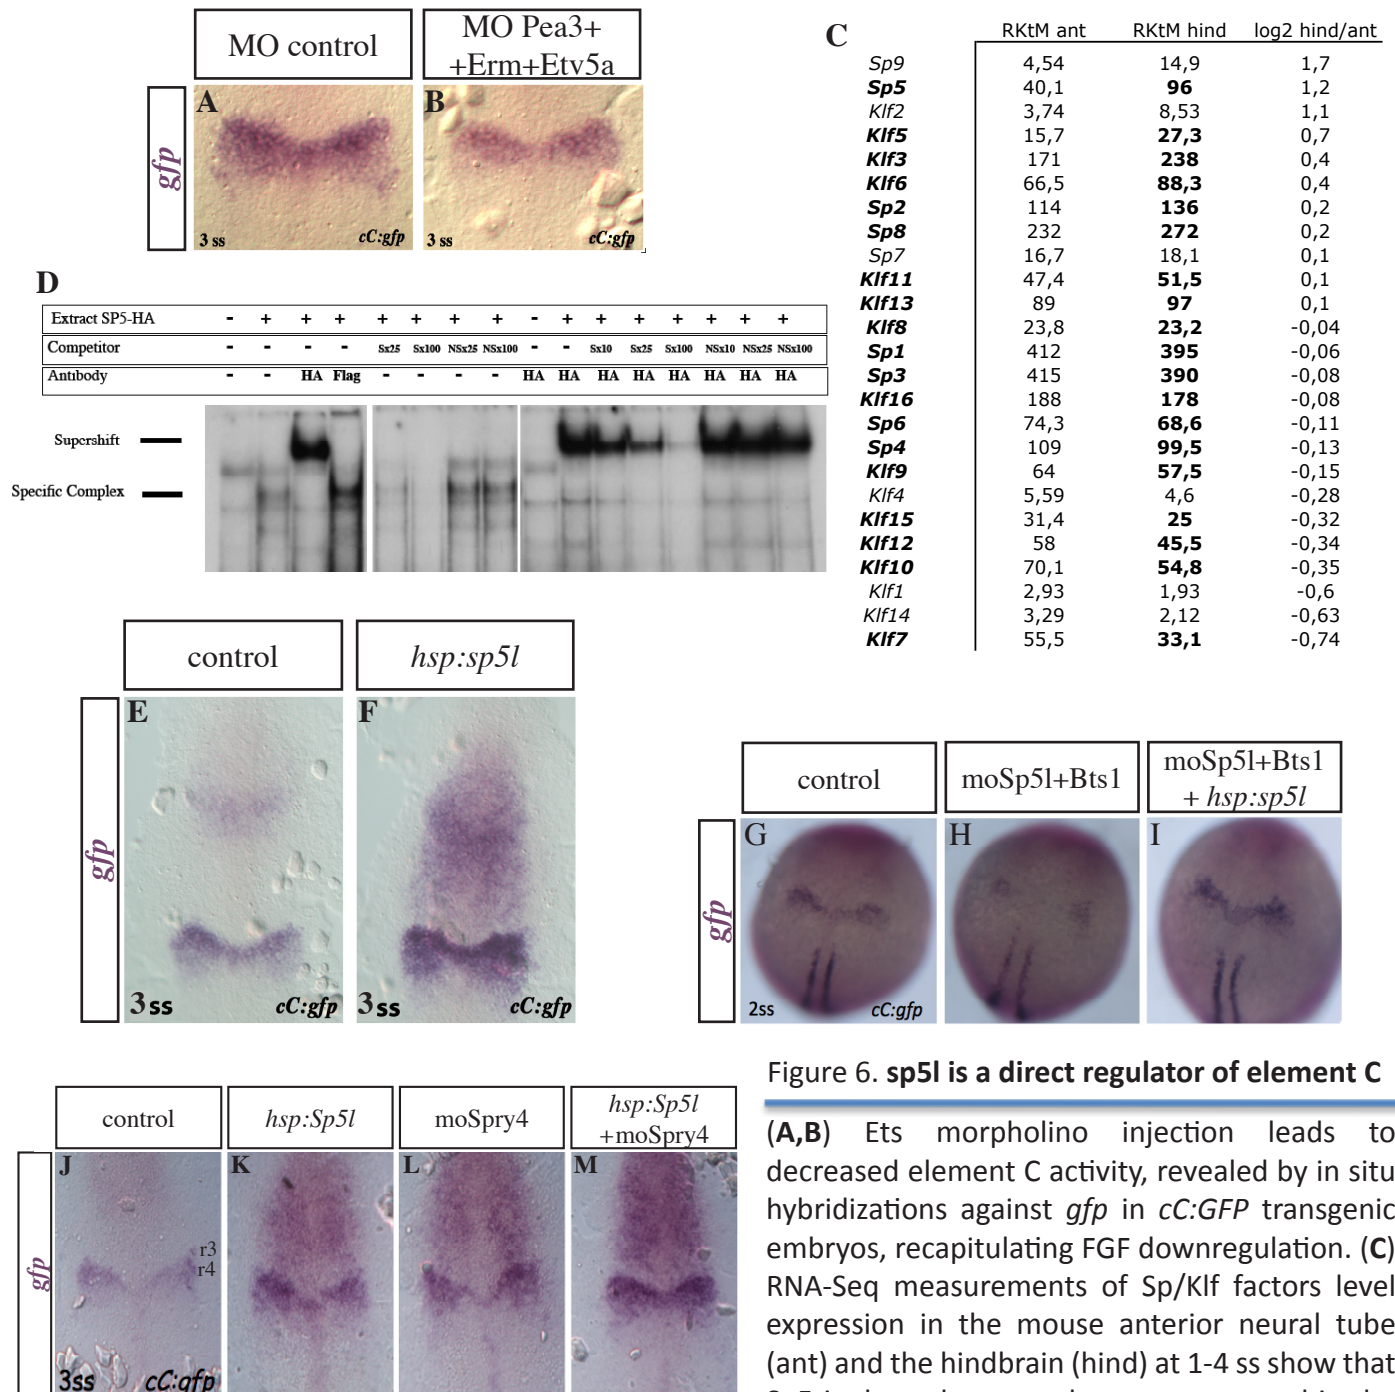 MO control
MO Pea3+
+Erm+Etv5a
gfp
A
3 ss
cC:gfp
B
3 ss
cC:gfp
C
RKtM ant RKtM hind log2 hind/ant
Sp9 4,54 14,9 1,7
Sp5 40,1 96 1,2
Klf2 3,74 8,53 1,1
Klf5 15,7 27,3 0,7
Klf3 171 238 0,4
Klf6 66,5 88,3 0,4
Sp2 114 136 0,2
Sp8 232 272 0,2
Sp7 16,7 18,1 0,1
Klf11 47,4 51,5 0,1
Klf13 89 97 0,1
Klf8 23,8 23,2 -0,04
Sp1 412 395 -0,06
Sp3 415 390 -0,08
Klf16 188 178 -0,08
Sp6 74,3 68,6 -0,11
Sp4 109 99,5 -0,13
Klf9 64 57,5 -0,15
Klf4 5,59 4,6 -0,28
Klf15 31,4 25 -0,32
Klf12 58 45,5 -0,34
Klf10 70,1 54,8 -0,35
Klf1 2,93 1,93 -0,6
Klf14 3,29 2,12 -0,63
Klf7 55,5 33,1 -0,74
D
Extract SP5-HA - + + + + + + + - + + + + + + +
Competitor - - - - Sx25 Sx100 NSx25 NSx100 - - Sx10 Sx25 Sx100 NSx10 NSx25 NSx100
Antibody - - HA Flag - - - - HA HA HA HA HA HA HA HA
Supershift
Specific Complex
control
hsp:sp5l
gfp
E
3ss
cC:gfp
F
3ss
cC:gfp
control
moSp5l+Bts1
moSp5l+Bts1
+ hsp:sp5l
gfp
G
2ss
cC:gfp
H
I
control
hsp:Sp5l
moSpry4
hsp:Sp5l
+moSpry4
gfp
J
r3
r4
3ss
cC:gfp
K
L
M
Figure 6. sp5l is a direct regulator of element C
(A,B) Ets morpholino injection leads to
decreased element C activity, revealed by in situ
hybridizations against gfp in cC:GFP transgenic
embryos, recapitulating FGF downregulation. (C)
RNA-Seq measurements of Sp/Klf factors level
expression in the mouse anterior neural tube
(ant) and the hindbrain (hind) at 1-4 ss show that